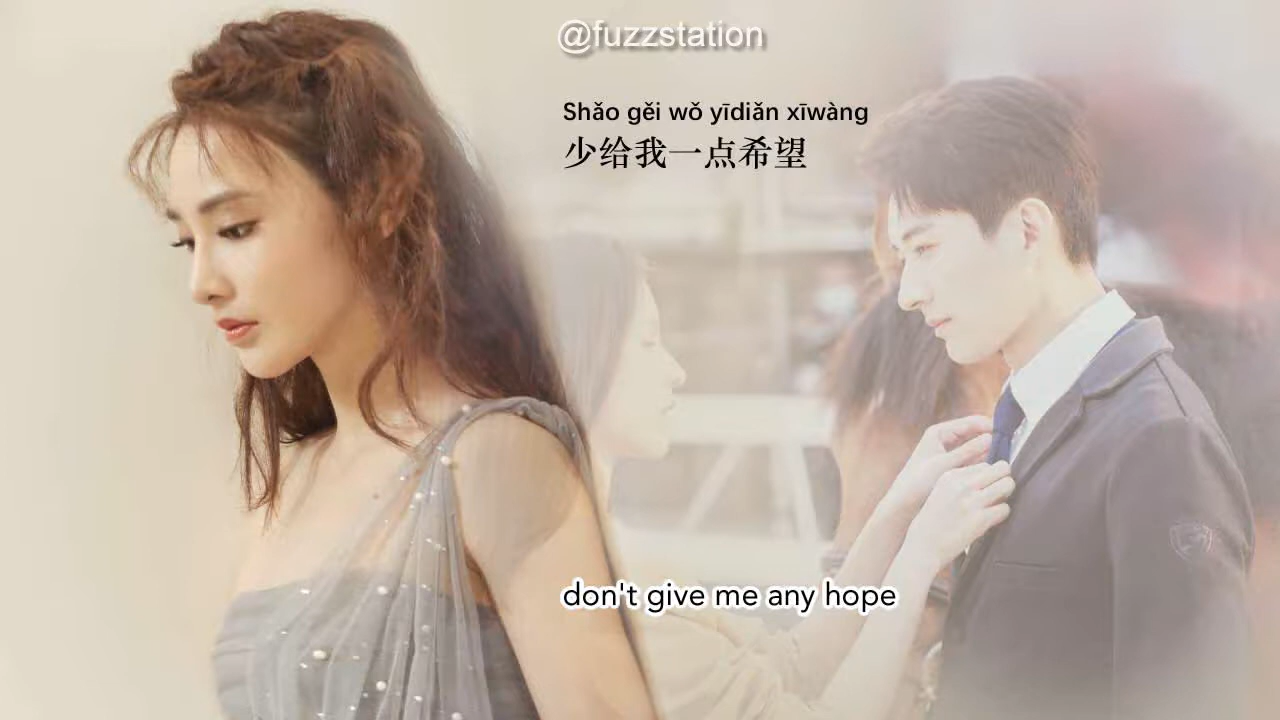 @fuzzstation
Shǎo gěi wǒ yīdiǎn xīwàng
少给我一点希望
don't give me any hope